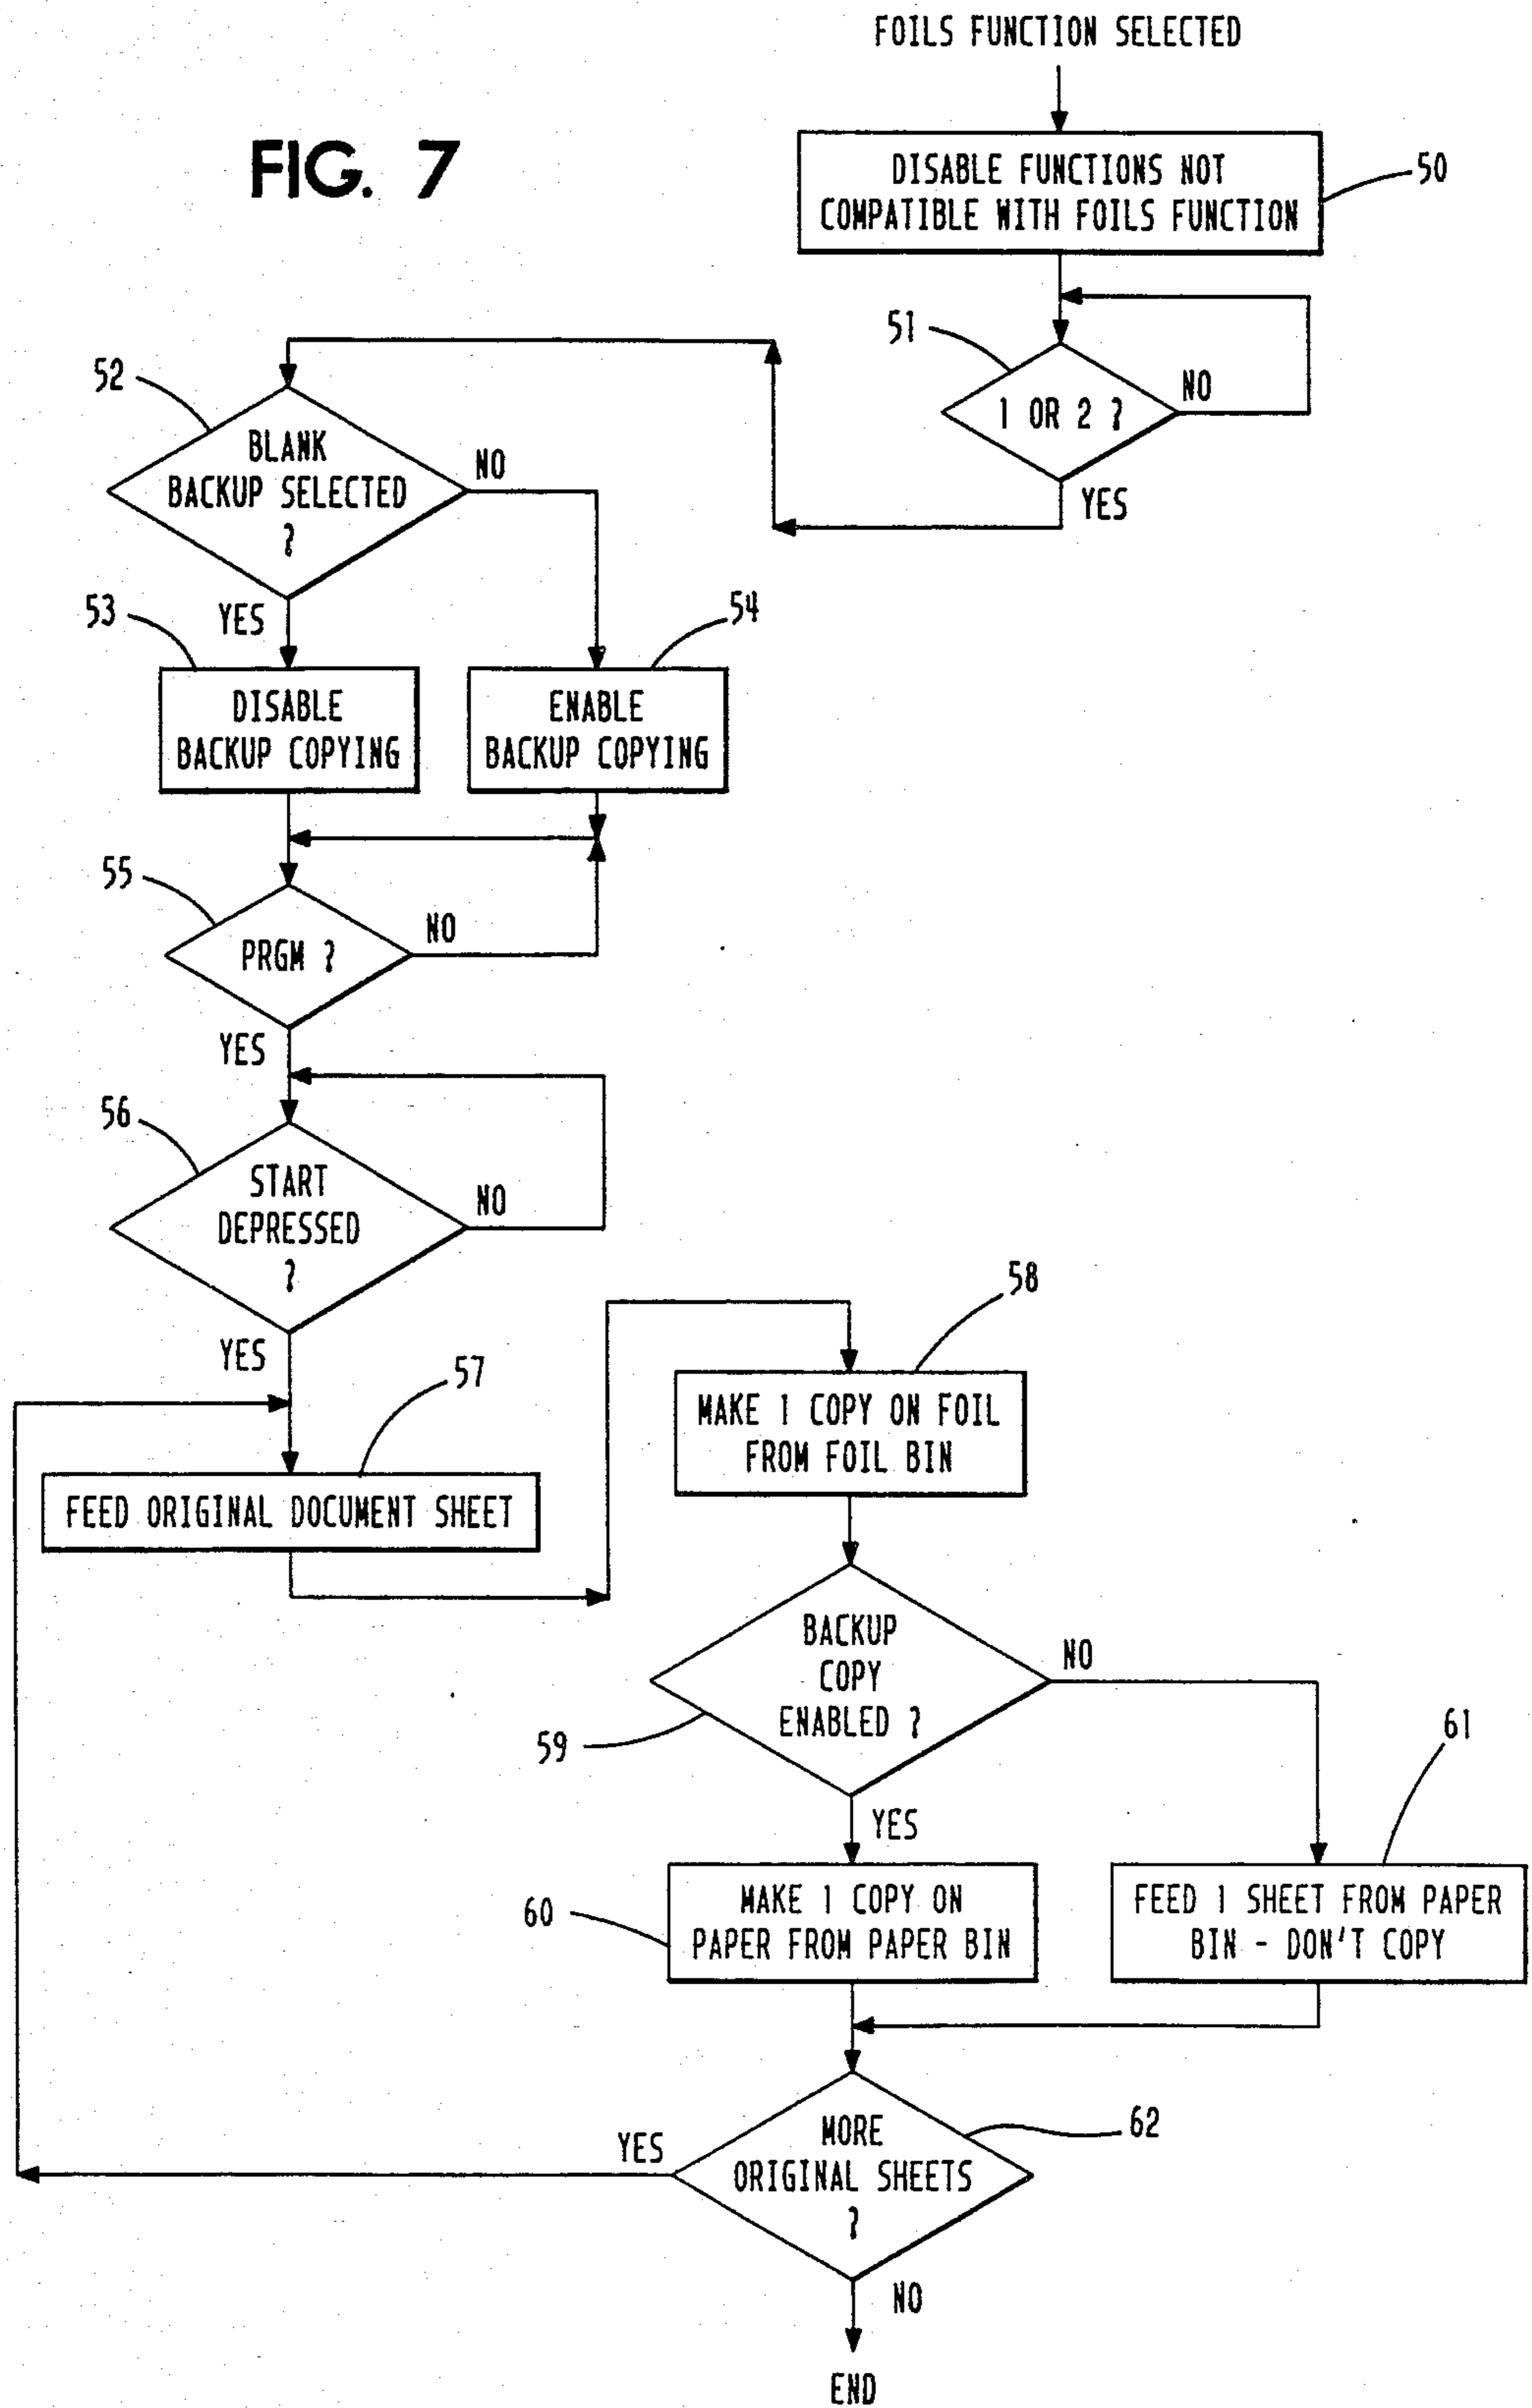 FOILS FUNCTION SELECTED
FIG. 7
DISABLE FUNCTIONS NOT
COMPATIBLE WITH FOILS FUNCTION
50
51
1 OR 2 ?
NO
YES
52
BLANK
BACKUP SELECTED
?
NO
YES
53
DISABLE
BACKUP COPYING
54
ENABLE
BACKUP COPYING
55
PRGM ?
NO
YES
56
START
DEPRESSED
?
NO
YES
57
FEED ORIGINAL DOCUMENT SHEET
58
MAKE 1 COPY ON FOIL
FROM FOIL BIN
BACKUP
COPY
ENABLED ?
59
NO
YES
60
MAKE 1 COPY ON
PAPER FROM PAPER BIN
61
FEED 1 SHEET FROM PAPER
BIN - DON'T COPY
62
MORE
ORIGINAL SHEETS
?
YES
NO
END